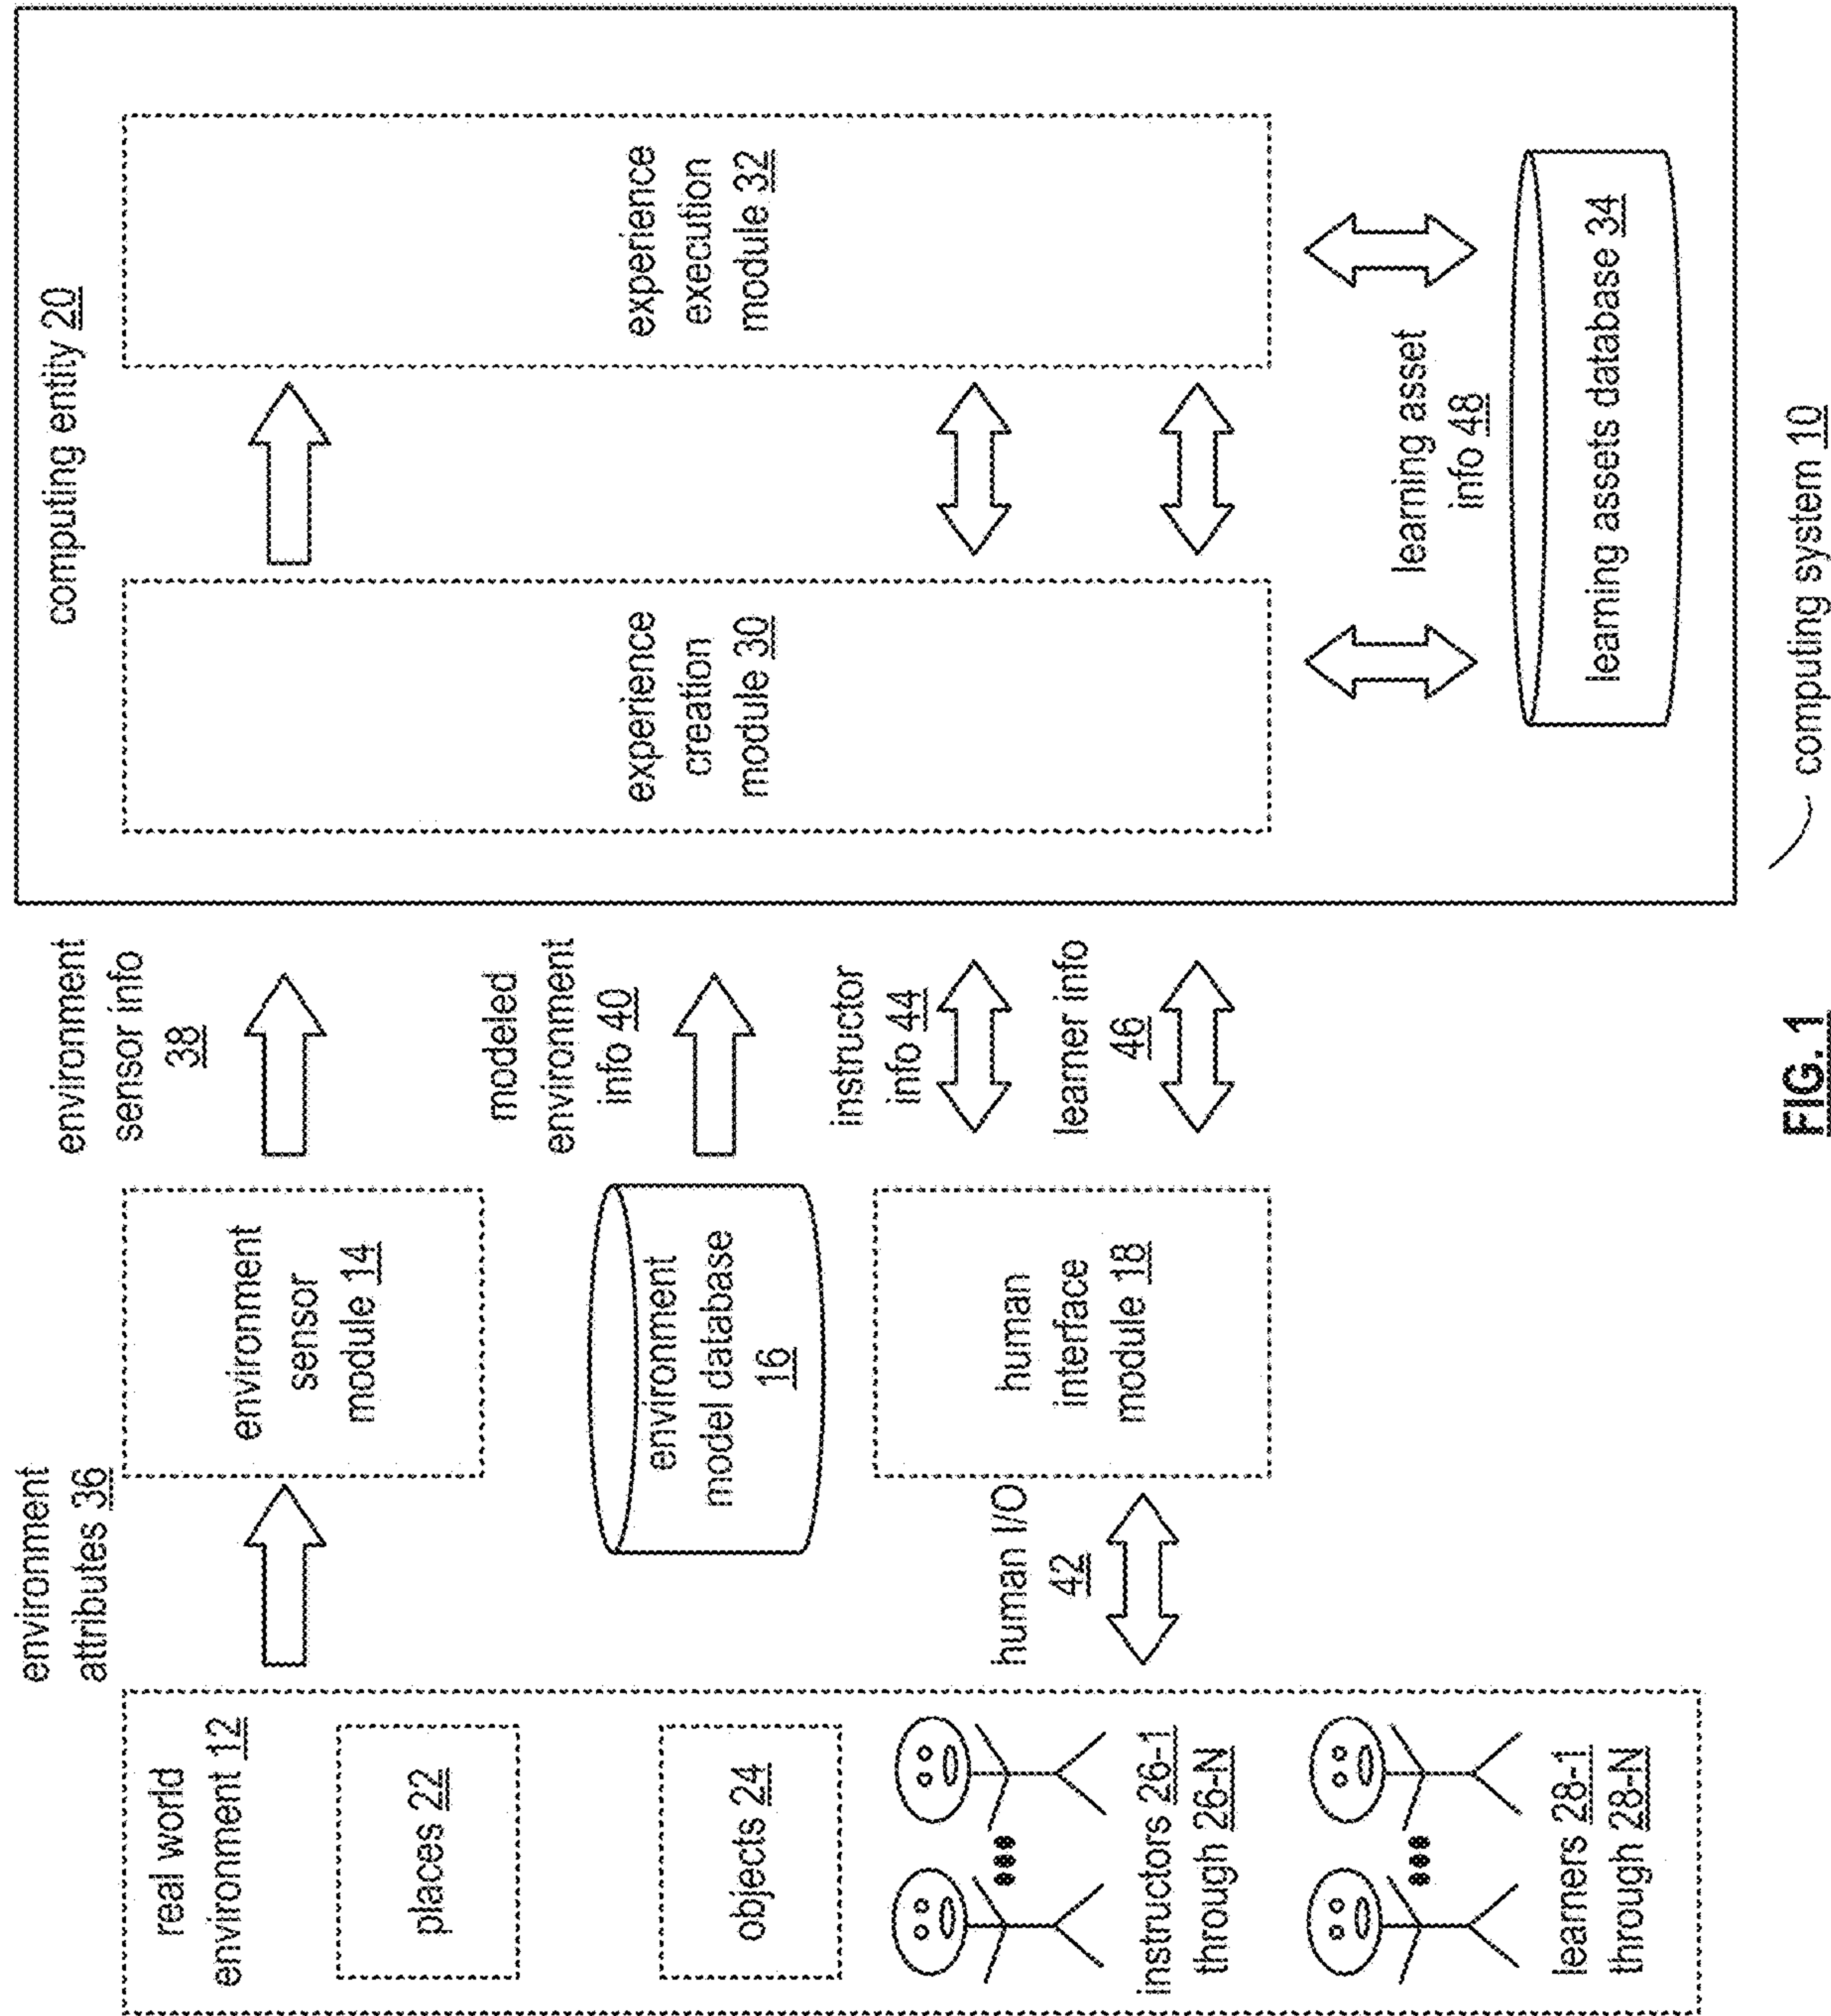 real world
environment 12
places 22
objects 24
instructors 26-1
through 26-N
learners 28-1
through 28-N
environment
attributes 36
human I/O
42
environment
sensor
module 14
environment
model database
16
human
interface
module 18
environment
sensor info
38
modeled
environment
info 40
instructor
info 44
learner info
46
computing entity 20
experience
creation
module 30
experience
execution
module 32
learning asset
info 48
learning assets database 34
computing system 10
FIG. 1